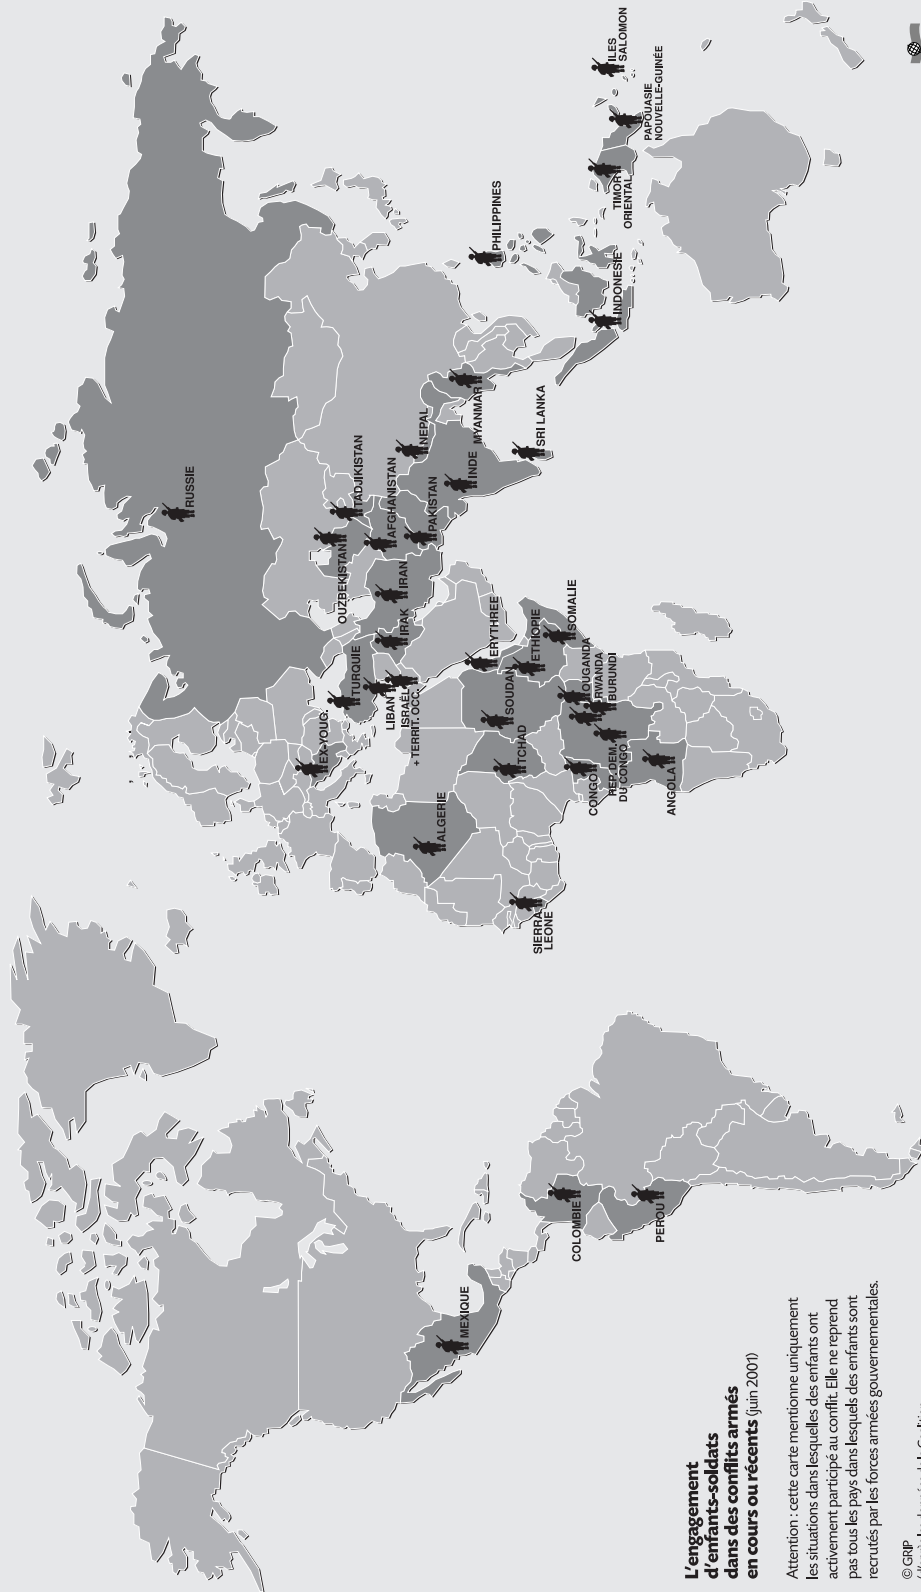 L'engagement
d'enfants-soldats
dans des conflits armés
en cours ou récents (juin 2001)
Attention : cette carte mentionne uniquement
les situations dans lesquelles des enfants ont
activement participé au conflit. Elle ne reprend
pas tous les pays dans lesquels des enfants sont
recrutés par les forces armées gouvernementales.
© GRIP
MEXIQUE
COLOMBIE
PEROU
SIERRA
LEONE
ALGERIE
TCHAD
SOUDAN
ERYTHREE
ETHIOPIE
SOMALIE
OUGANDA
RWANDA
BURUNDI
CONGO
REP. DEM.
DU CONGO
ANGOLA
EX-YOUG.
TURQUIE
LIBAN
ISRAËL
+ TERRIT. OCC.
IRAK
IRAN
OUZBEKISTAN
TADJIKISTAN
AFGHANISTAN
PAKISTAN
INDE
NEPAL
MYANMAR
SRI LANKA
RUSSIE
PHILIPPINES
INDONESIE
TIMOR
ORIENTAL
PAPOUASIE
NOUVELLE-GUINÉE
ILES
SALOMON